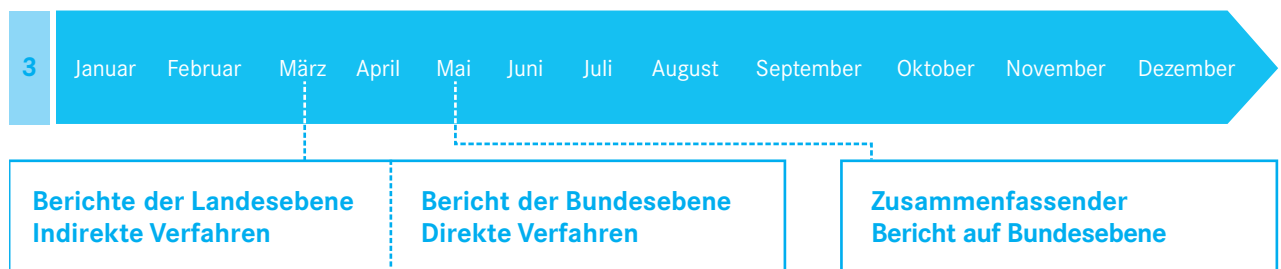 3 Januar Februar März April Mai Juni Juli August September Oktober November Dezember
Berichte der Landesebene
Indirekte Verfahren
Bericht der Bundesebene
Direkte Verfahren
Zusammenfassender
Bericht auf Bundesebene